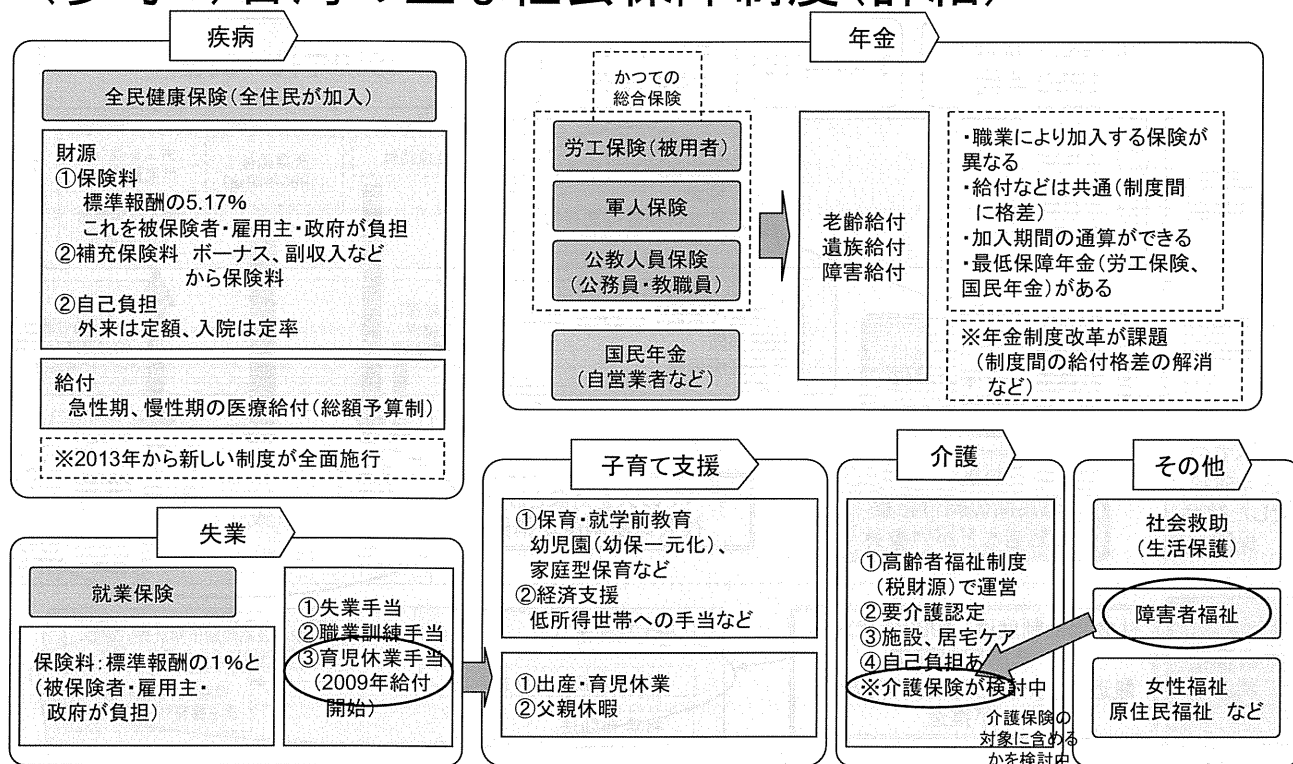 疾病
全民健康保険(全住民が加入)
財源
①保険料
標準報酬の5.17%
これを被保険者・雇用主・政府が負担
②補充保険料 ボーナス、副収入など
から保険料
②自己負担
外来は定額、入院は定率
給付
急性期、慢性期の医療給付(総額予算制)
※2013年から新しい制度が全面施行
年金
かつての
総合保険
労工保険(被用者)
軍人保険
公教人員保険
(公務員・教職員)
国民年金
(自営業者など)
老齢給付
遺族給付
障害給付
・職業により加入する保険が
異なる
・給付などは共通(制度間
に格差)
・加入期間の通算ができる
・最低保障年金(労工保険、
国民年金)がある
※年金制度改革が課題
(制度間の給付格差の解消
など)
失業
就業保険
保険料:標準報酬の1%と
(被保険者・雇用主・
政府が負担)
①失業手当
②職業訓練手当
③育児休業手当
(2009年給付
開始)
子育て支援
①保育・就学前教育
幼児園(幼保一元化)、
家庭型保育など
②経済支援
低所得世帯への手当など
①出産・育児休業
②父親休暇
介護
①高齢者福祉制度
(税財源)で運営
②要介護認定
③施設、居宅ケア
④自己負担あ
※介護保険が検討中
介護保険の
対象に含める
かを検討中
その他
社会救助
(生活保護)
障害者福祉
女性福祉
原住民福祉 など